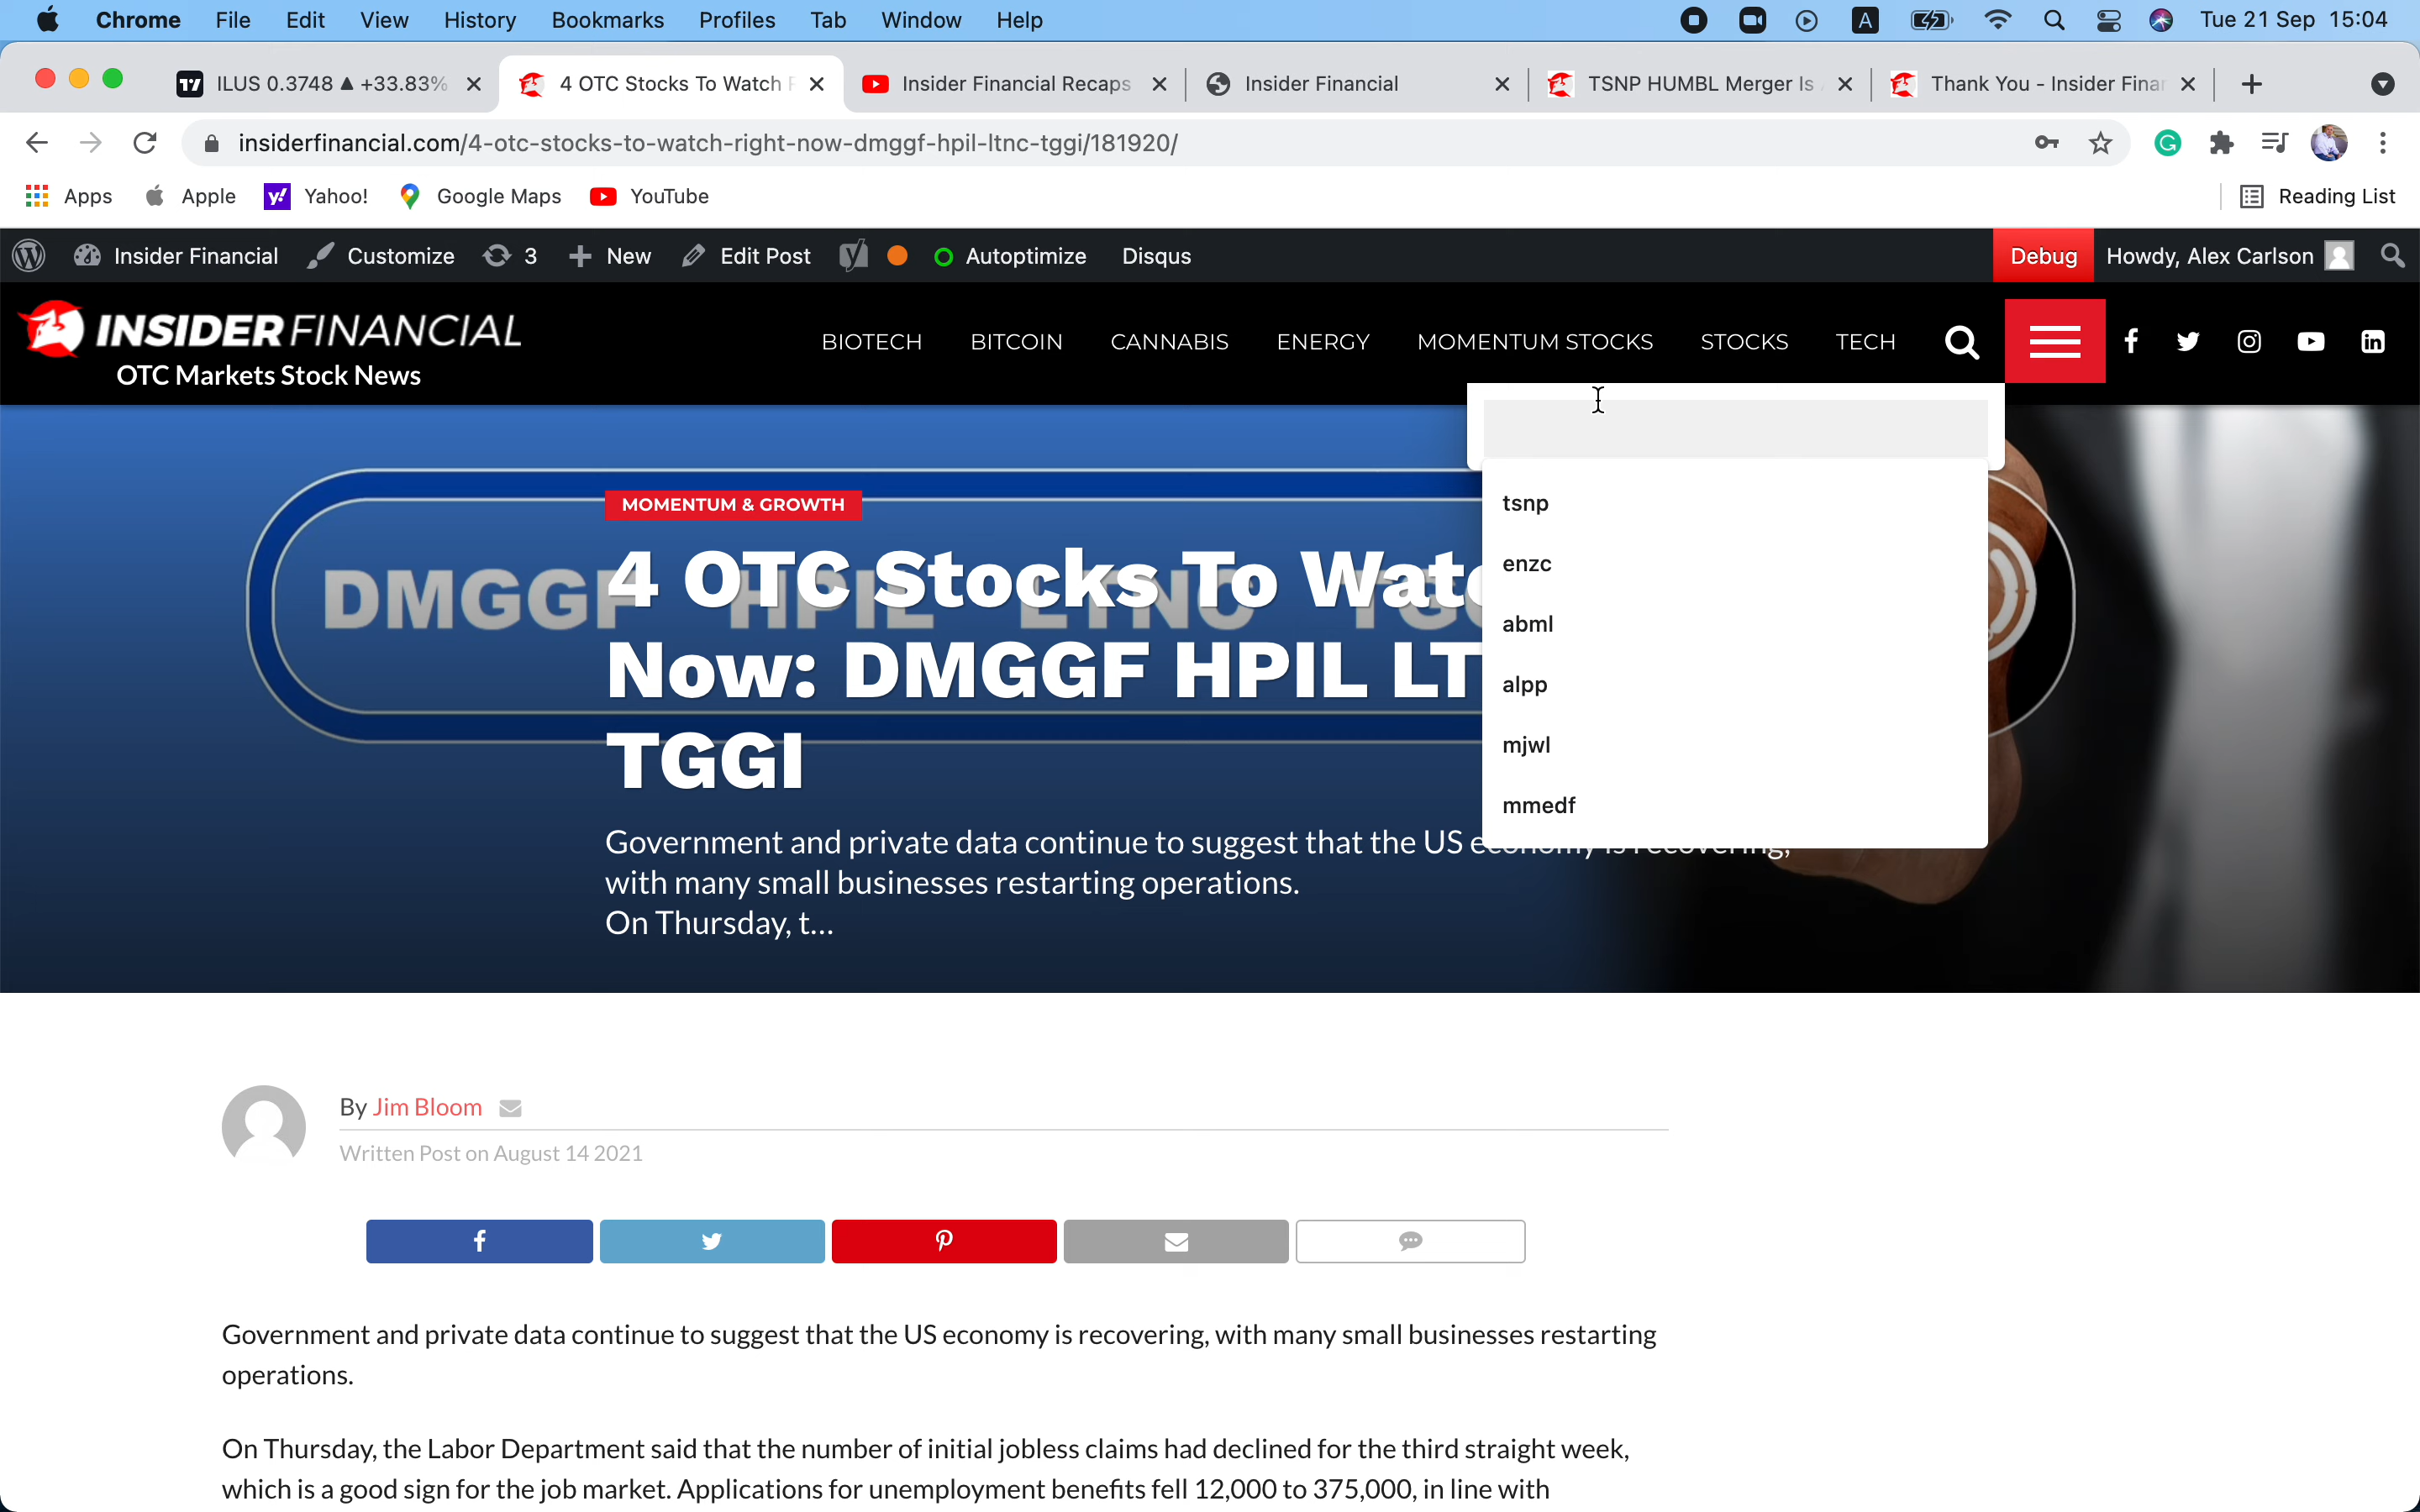 Chrome File Edit View History Bookmarks Profiles Tab Window Help A Tue 21 Sep 15:04
ILUS 0.3748 ▲ +33.83% 4 OTC Stocks To Watch Insider Financial Recaps Insider Financial TSNP HUMBL Merger Is Thank You - Insider Finan
insiderfinancial.com/4-otc-stocks-to-watch-right-now-dmggf-hpil-ltnc-tggi/181920/
Apps Apple Yahoo! Google Maps YouTube Reading List
Insider Financial Customize 3 New Edit Post Autoptimize Disqus Debug Howdy, Alex Carlson
INSIDER FINANCIAL
OTC Markets Stock News
BIOTECH BITCOIN CANNABIS ENERGY MOMENTUM STOCKS STOCKS TECH
MOMENTUM & GROWTH
DMGGF HPIL LTNC
4 OTC Stocks To Watc
Now: DMGGF HPIL LT
TGGI
tsnp
enzc
abml
alpp
mjwl
mmedf
Government and private data continue to suggest that the US economy is recovering,
with many small businesses restarting operations.
On Thursday, t...
By Jim Bloom
Written Post on August 14 2021
Government and private data continue to suggest that the US economy is recovering, with many small businesses restarting
operations.
On Thursday, the Labor Department said that the number of initial jobless claims had declined for the third straight week,
which is a good sign for the job market. Applications for unemployment benefits fell 12,000 to 375,000, in line with